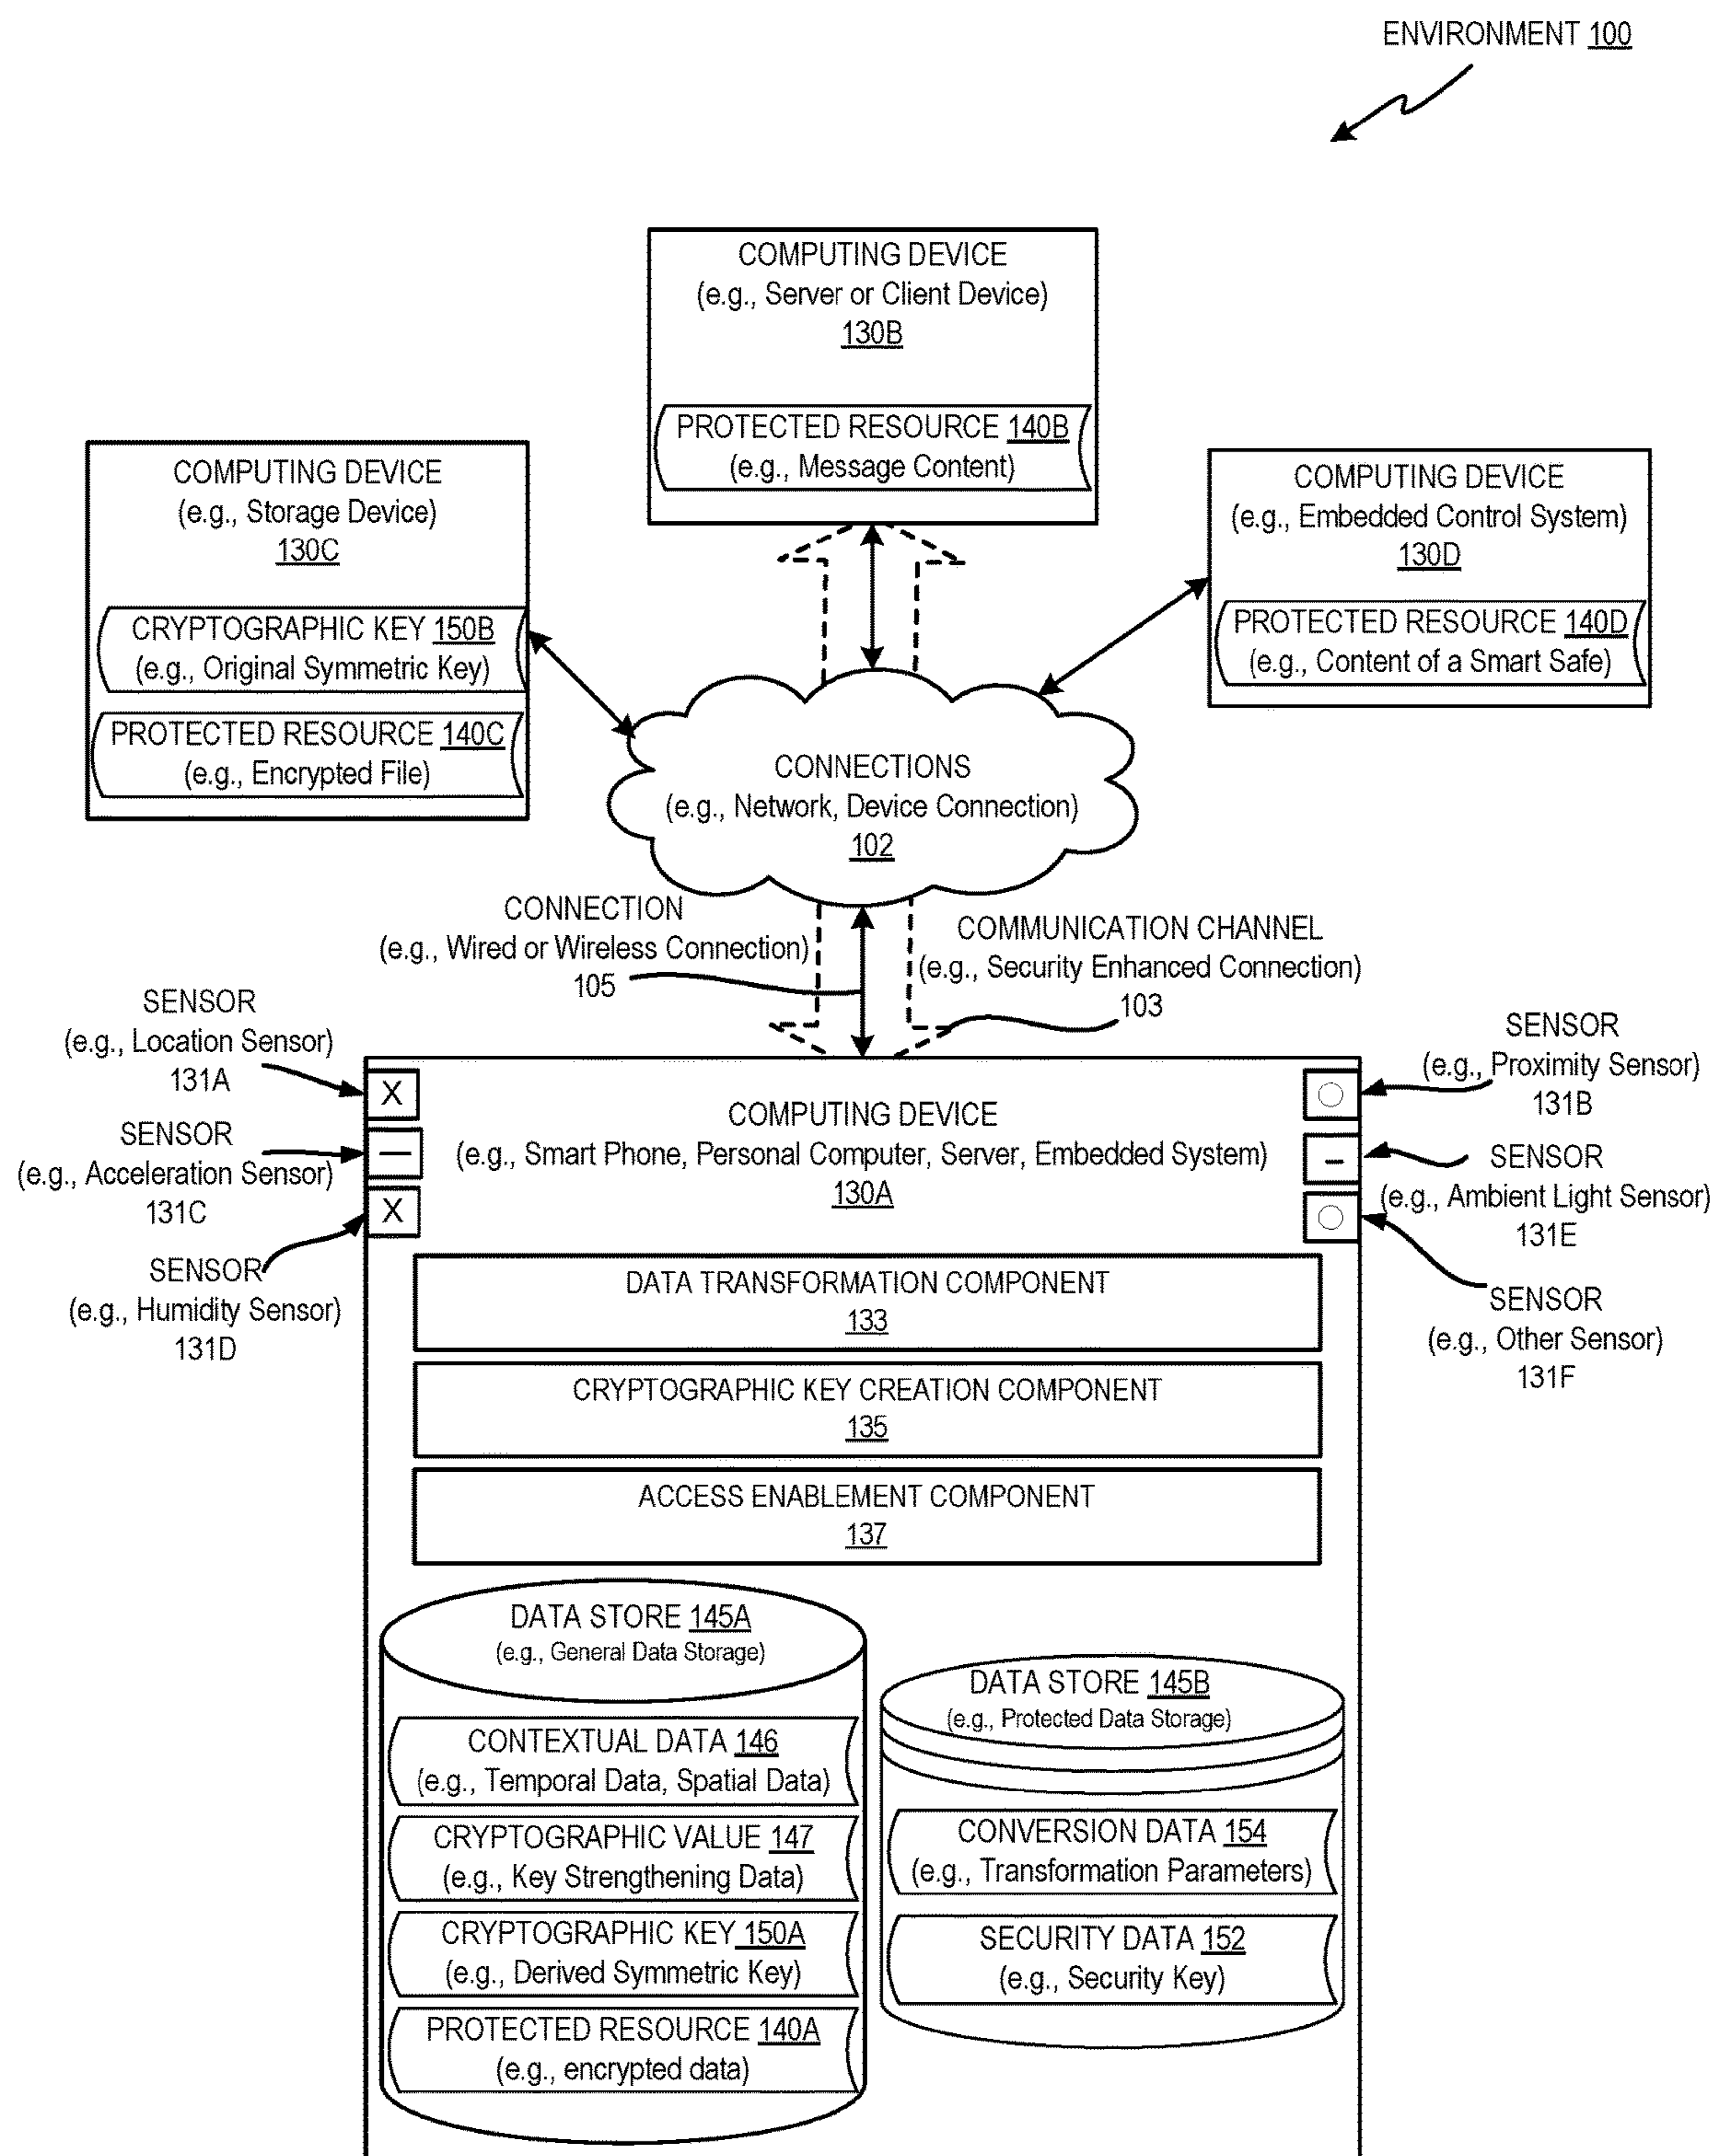 ENVIRONMENT 100
COMPUTING DEVICE
(e.g., Server or Client Device)
130B
PROTECTED RESOURCE 140B
(e.g., Message Content)
COMPUTING DEVICE
(e.g., Storage Device)
130C
CRYPTOGRAPHIC KEY 150B
(e.g., Original Symmetric Key)
PROTECTED RESOURCE 140C
(e.g., Encrypted File)
COMPUTING DEVICE
(e.g., Embedded Control System)
130D
PROTECTED RESOURCE 140D
(e.g., Content of a Smart Safe)
CONNECTIONS
(e.g., Network, Device Connection)
102
CONNECTION
(e.g., Wired or Wireless Connection)
105
COMMUNICATION CHANNEL
(e.g., Security Enhanced Connection)
103
SENSOR
(e.g., Location Sensor)
131A
X
SENSOR
(e.g., Acceleration Sensor)
131C
—
SENSOR
(e.g., Humidity Sensor)
131D
X
SENSOR
(e.g., Proximity Sensor)
131B
SENSOR
(e.g., Ambient Light Sensor)
131E
–
SENSOR
(e.g., Other Sensor)
131F
COMPUTING DEVICE
(e.g., Smart Phone, Personal Computer, Server, Embedded System)
130A
DATA TRANSFORMATION COMPONENT
133
CRYPTOGRAPHIC KEY CREATION COMPONENT
135
ACCESS ENABLEMENT COMPONENT
137
DATA STORE 145A
(e.g., General Data Storage)
CONTEXTUAL DATA 146
(e.g., Temporal Data, Spatial Data)
CRYPTOGRAPHIC VALUE 147
(e.g., Key Strengthening Data)
CRYPTOGRAPHIC KEY 150A
(e.g., Derived Symmetric Key)
PROTECTED RESOURCE 140A
(e.g., encrypted data)
DATA STORE 145B
(e.g., Protected Data Storage)
CONVERSION DATA 154
(e.g., Transformation Parameters)
SECURITY DATA 152
(e.g., Security Key)